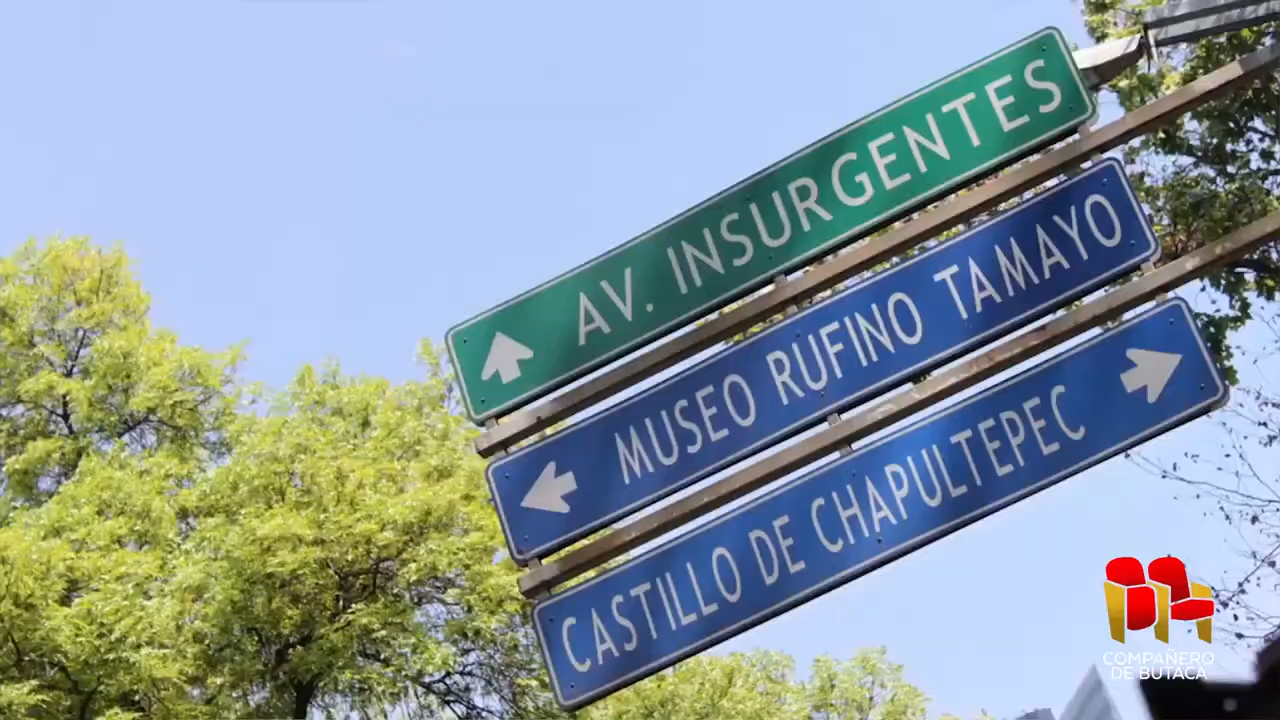 AV. INSURGENTES
MUSEO RUFINO TAMAYO
CASTILLO DE CHAPULTEPEC
COMPAÑERO
DE BUTACA